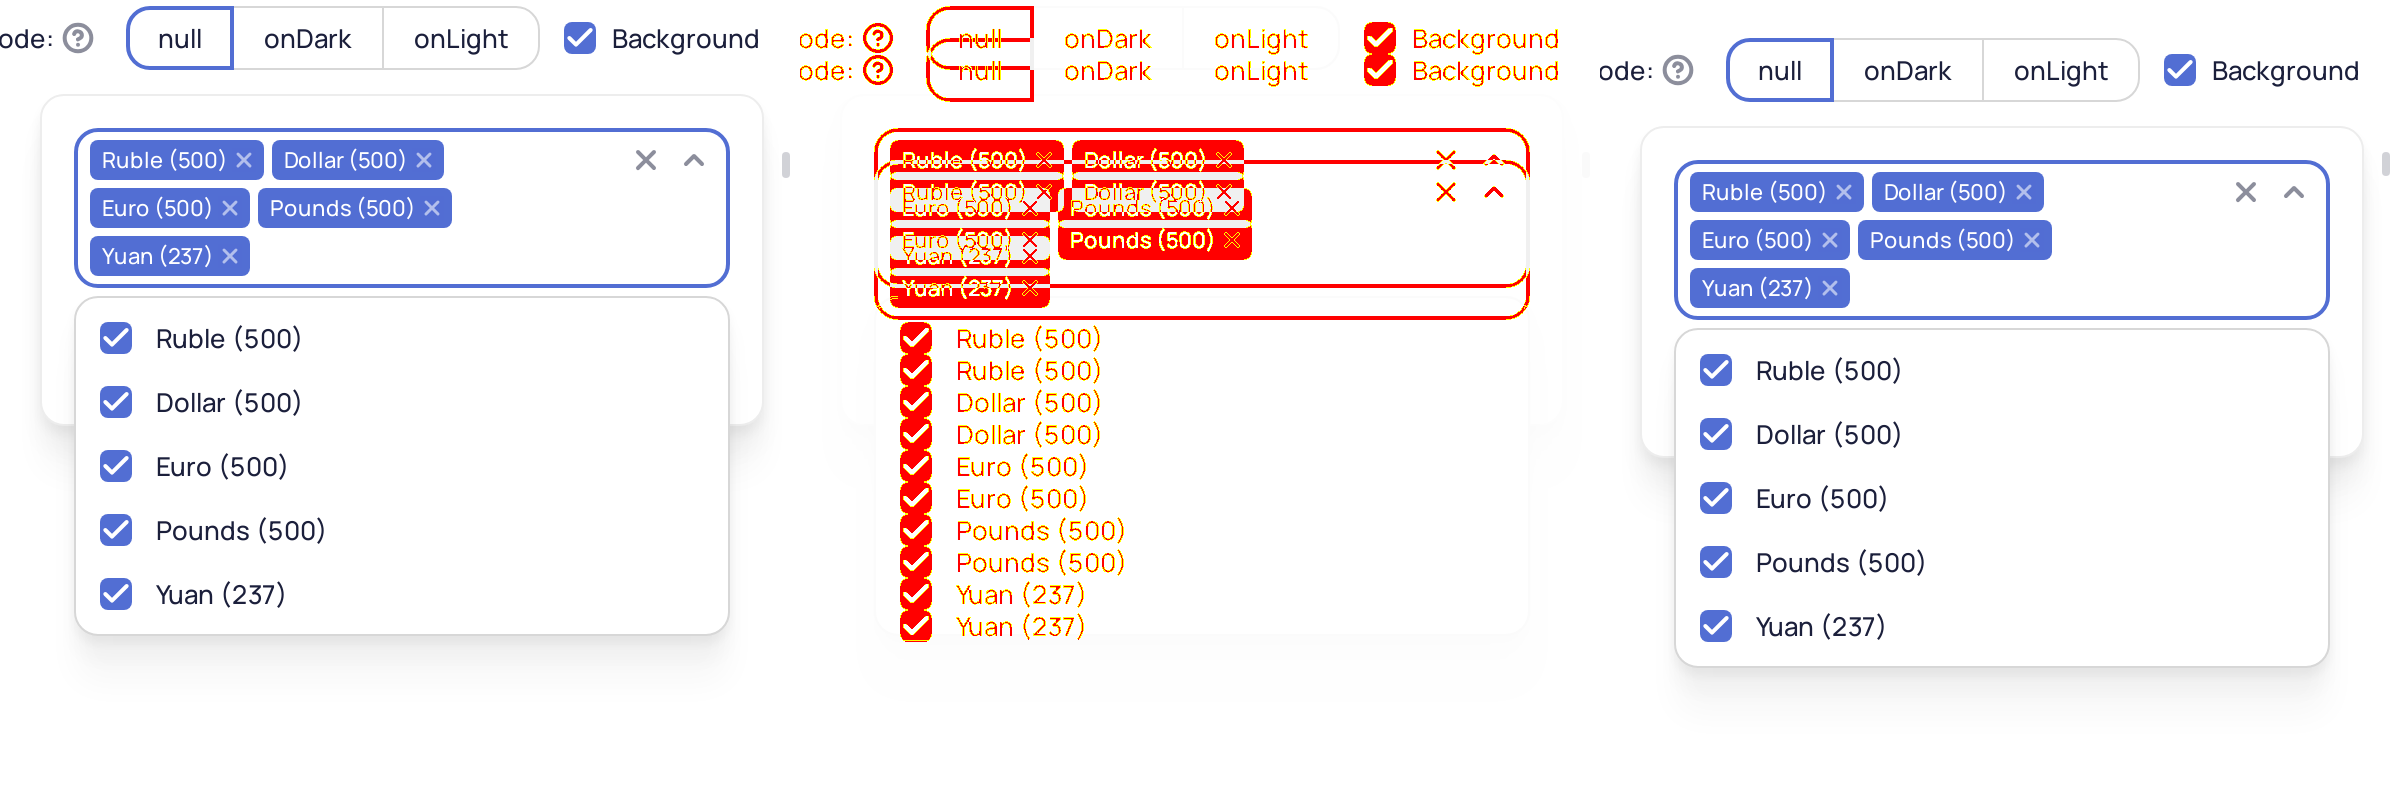 ode: null onDark onLight Background
Ruble (500) Dollar (500)
Euro (500) Pounds (500)
Yuan (237)
Ruble (500)
Dollar (500)
Euro (500)
Pounds (500)
Yuan (237)
ode: null onDark onLight Background
ode: null onDark onLight Background
Ruble (500) Dollar (500)
Ruble (500) Dollar (500)
Euro (500) Pounds (500)
Euro (500) Pounds (500)
Yuan (237)
Yuan (237)
Ruble (500)
Ruble (500)
Dollar (500)
Dollar (500)
Euro (500)
Euro (500)
Pounds (500)
Pounds (500)
Yuan (237)
Yuan (237)
ode: null onDark onLight Background
Ruble (500) Dollar (500)
Euro (500) Pounds (500)
Yuan (237)
Ruble (500)
Dollar (500)
Euro (500)
Pounds (500)
Yuan (237)